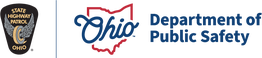 STATE
HIGHWAY
PATROL
OHIO
Ohio
Department of
Public Safety